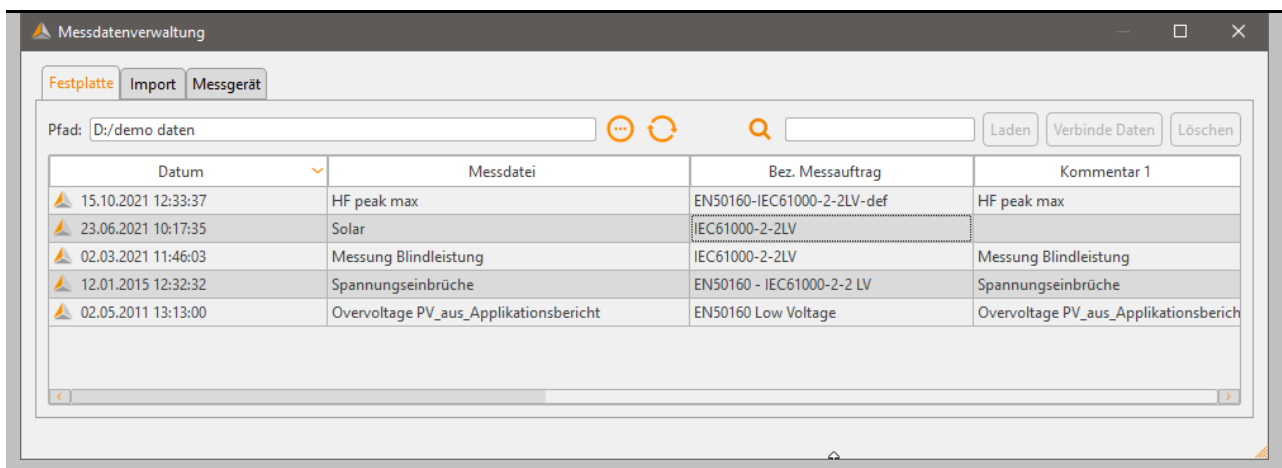 Messdatenverwaltung
Festplatte Import Messgerät
Pfad: D:/demo daten Laden Verbinde Daten Löschen
Datum Messdatei Bez. Messauftrag Kommentar 1
15.10.2021 12:33:37 HF peak max EN50160-IEC61000-2-2LV-def HF peak max
23.06.2021 10:17:35 Solar IEC61000-2-2LV
02.03.2021 11:46:03 Messung Blindleistung IEC61000-2-2LV Messung Blindleistung
12.01.2015 12:32:32 Spannungseinbrüche EN50160 - IEC61000-2-2 LV Spannungseinbrüche
02.05.2011 13:13:00 Overvoltage PV_aus_Applikationsbericht EN50160 Low Voltage Overvoltage PV_aus_Applikationsberich